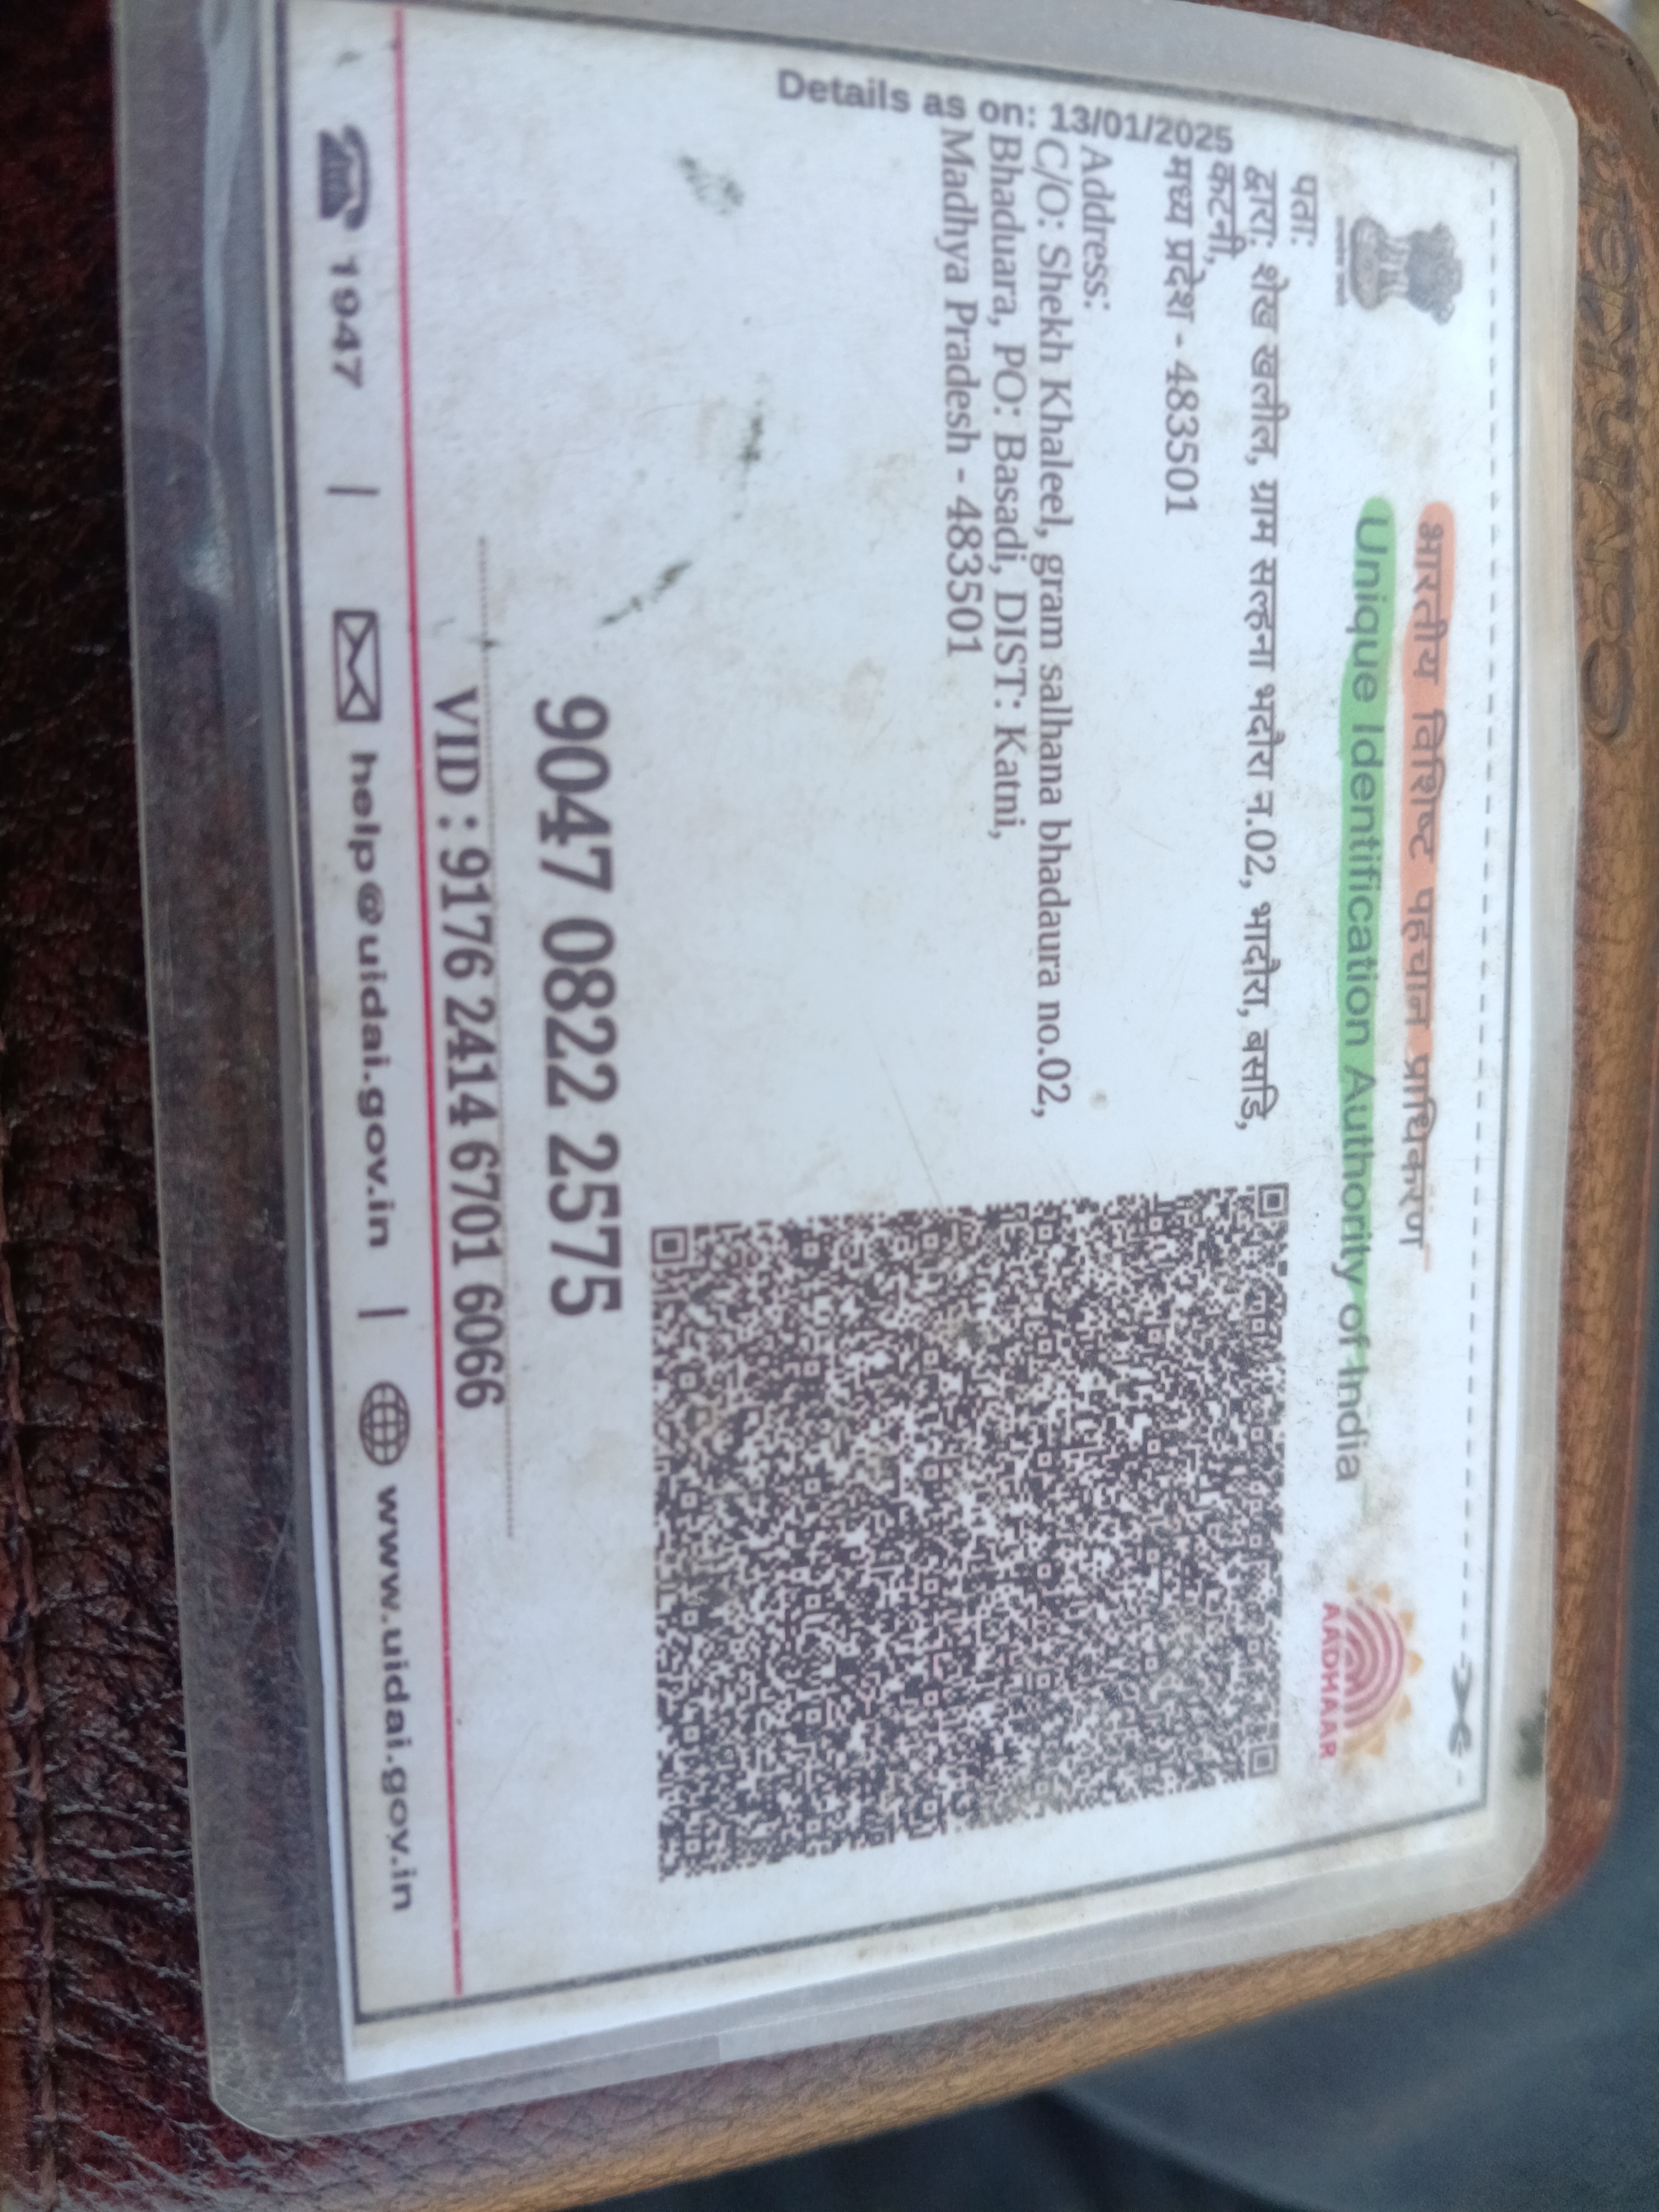 भारतीय विशिष्ट पहचान प्राधिकरण
Unique Identification Authority of India
AADHAAR
Details as on: 13/01/2025
पता:
द्वारा: शेख खलील, ग्राम सल्हना भदौरा न.02, भादौरा, बसडि,
कटनी,
मध्य प्रदेश - 483501
Address:
C/O: Shekh Khaleel, gram salhana bhadaura no.02,
Bhaduara, PO: Basadi, DIST: Katni,
Madhya Pradesh - 483501
9047 0822 2575
VID : 9176 2414 6701 6066
1947 | help@uidai.gov.in | www.uidai.gov.in